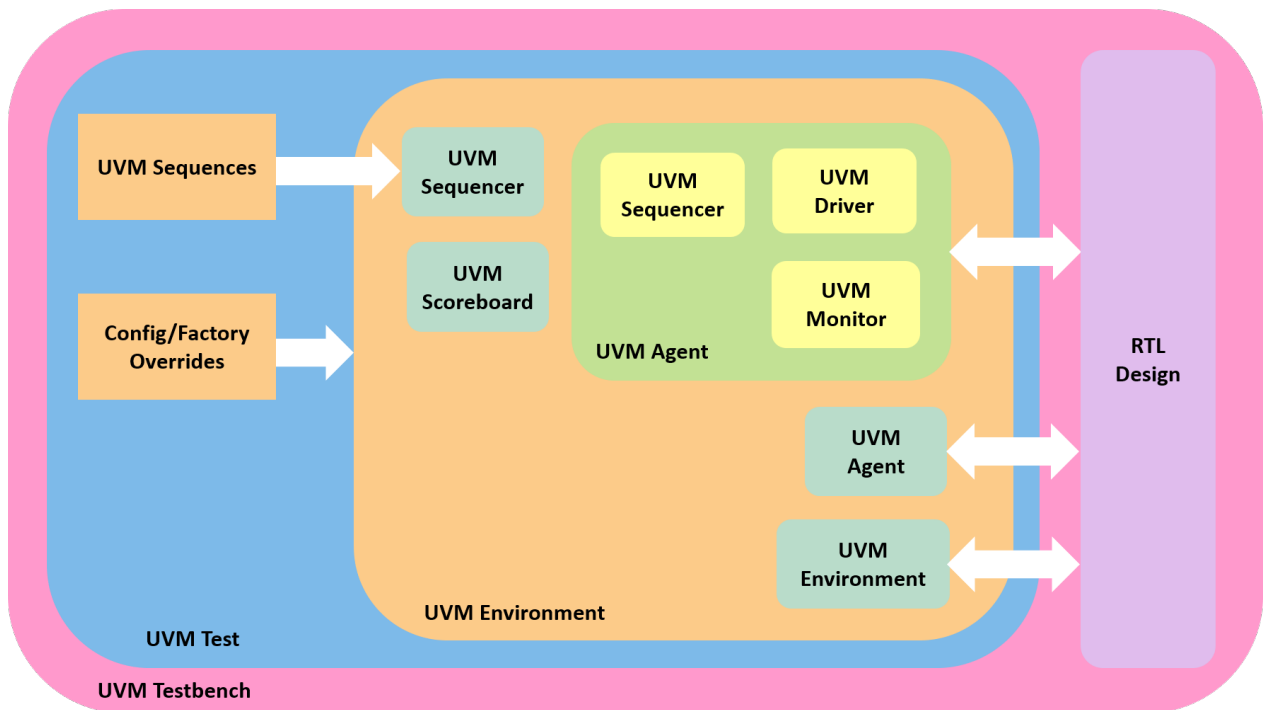 UVM Sequences
Config/Factory
Overrides
UVM
Sequencer
UVM
Scoreboard
UVM
Sequencer
UVM
Driver
UVM
Monitor
UVM Agent
UVM
Agent
UVM
Environment
UVM Environment
UVM Test
UVM Testbench
RTL
Design